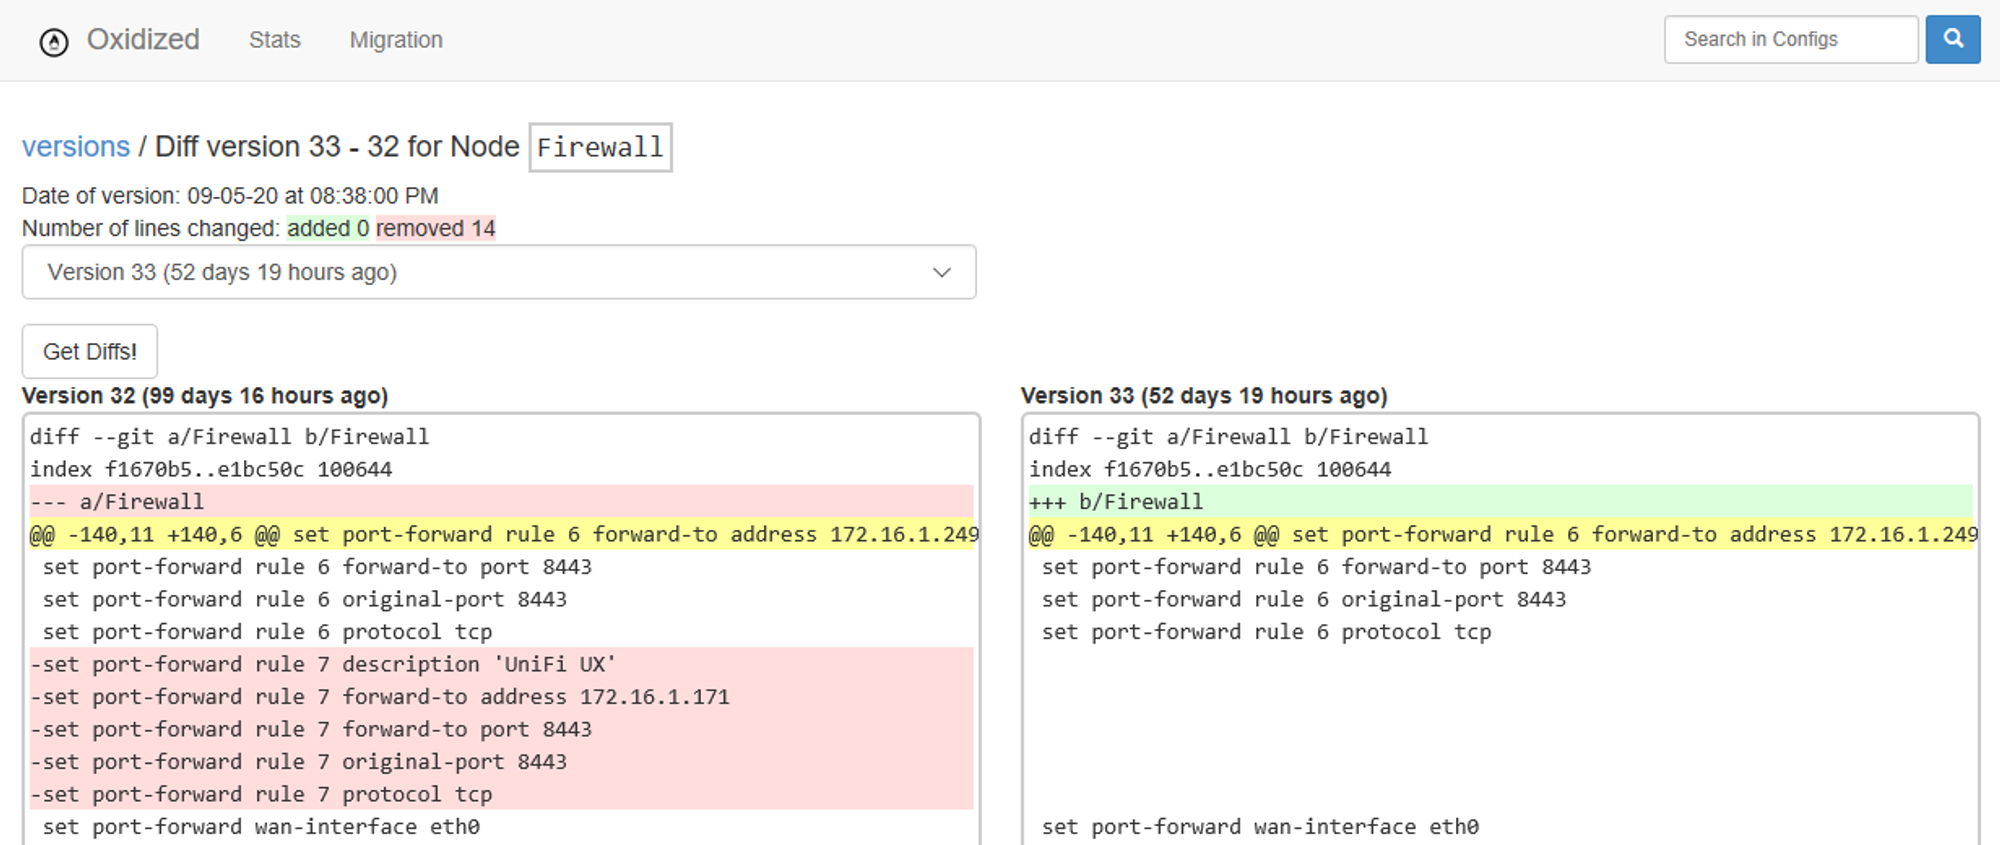 Oxidized Stats Migration Search in Configs
versions / Diff version 33 - 32 for Node Firewall
Date of version: 09-05-20 at 08:38:00 PM
Number of lines changed: added 0 removed 14
Version 33 (52 days 19 hours ago)
Get Diffs!
Version 32 (99 days 16 hours ago)
diff --git a/Firewall b/Firewall
index f1670b5..e1bc50c 100644
--- a/Firewall
@@ -140,11 +140,6 @@ set port-forward rule 6 forward-to address 172.16.1.249
set port-forward rule 6 forward-to port 8443
set port-forward rule 6 original-port 8443
set port-forward rule 6 protocol tcp
-set port-forward rule 7 description 'UniFi UX'
-set port-forward rule 7 forward-to address 172.16.1.171
-set port-forward rule 7 forward-to port 8443
-set port-forward rule 7 original-port 8443
-set port-forward rule 7 protocol tcp
set port-forward wan-interface eth0
Version 33 (52 days 19 hours ago)
diff --git a/Firewall b/Firewall
index f1670b5..e1bc50c 100644
+++ b/Firewall
@@ -140,11 +140,6 @@ set port-forward rule 6 forward-to address 172.16.1.249
set port-forward rule 6 forward-to port 8443
set port-forward rule 6 original-port 8443
set port-forward rule 6 protocol tcp
set port-forward wan-interface eth0